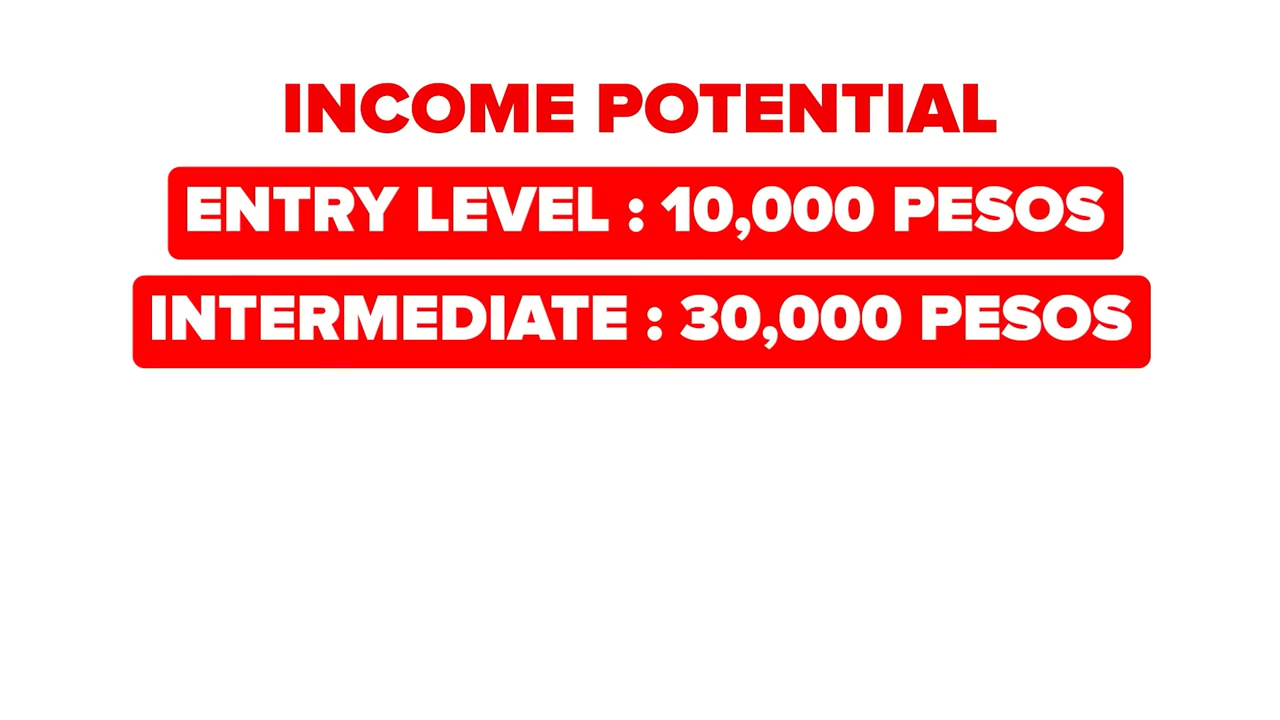 INCOME POTENTIAL
ENTRY LEVEL : 10,000 PESOS
INTERMEDIATE : 30,000 PESOS